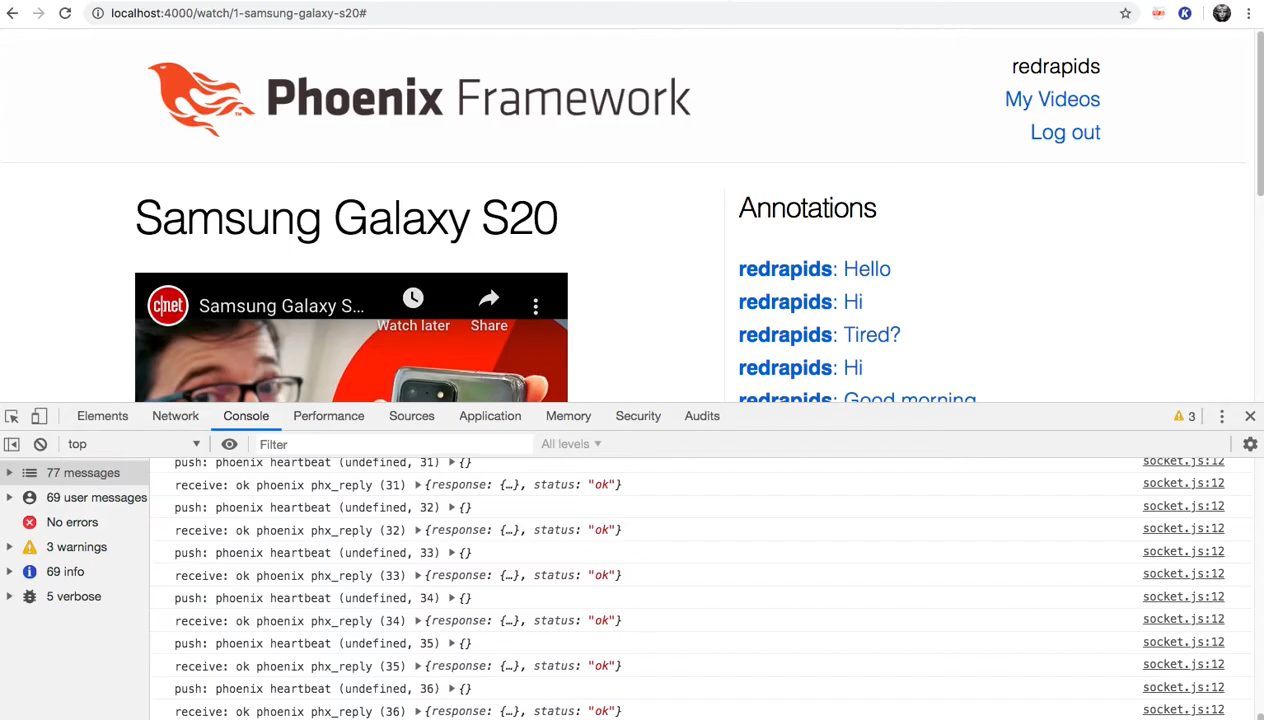 localhost:4000/watch/1-samsung-galaxy-s20#
Phoenix Framework
redrapids
My Videos
Log out
Samsung Galaxy S20
c|net
Samsung Galaxy S...
Watch later
Share
Annotations
redrapids: Hello
redrapids: Hi
redrapids: Tired?
redrapids: Hi
redrapids: Good morning
Elements Network Console Performance Sources Application Memory Security Audits 3
top Filter All levels
77 messages
69 user messages
No errors
3 warnings
69 info
5 verbose
push: phoenix heartbeat (undefined, 31) ▶{} socket.js:12
receive: ok phoenix phx_reply (31) ▶{response: {…}, status: "ok"} socket.js:12
push: phoenix heartbeat (undefined, 32) ▶{} socket.js:12
receive: ok phoenix phx_reply (32) ▶{response: {…}, status: "ok"} socket.js:12
push: phoenix heartbeat (undefined, 33) ▶{} socket.js:12
receive: ok phoenix phx_reply (33) ▶{response: {…}, status: "ok"} socket.js:12
push: phoenix heartbeat (undefined, 34) ▶{} socket.js:12
receive: ok phoenix phx_reply (34) ▶{response: {…}, status: "ok"} socket.js:12
push: phoenix heartbeat (undefined, 35) ▶{} socket.js:12
receive: ok phoenix phx_reply (35) ▶{response: {…}, status: "ok"} socket.js:12
push: phoenix heartbeat (undefined, 36) ▶{} socket.js:12
receive: ok phoenix phx_reply (36) ▶{response: {…}, status: "ok"} socket.js:12